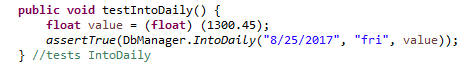 public void testIntoDaily() {
float value = (float) (1300.45);
assertTrue(DbManager.IntoDaily("8/25/2017", "fri", value));
} //tests IntoDaily